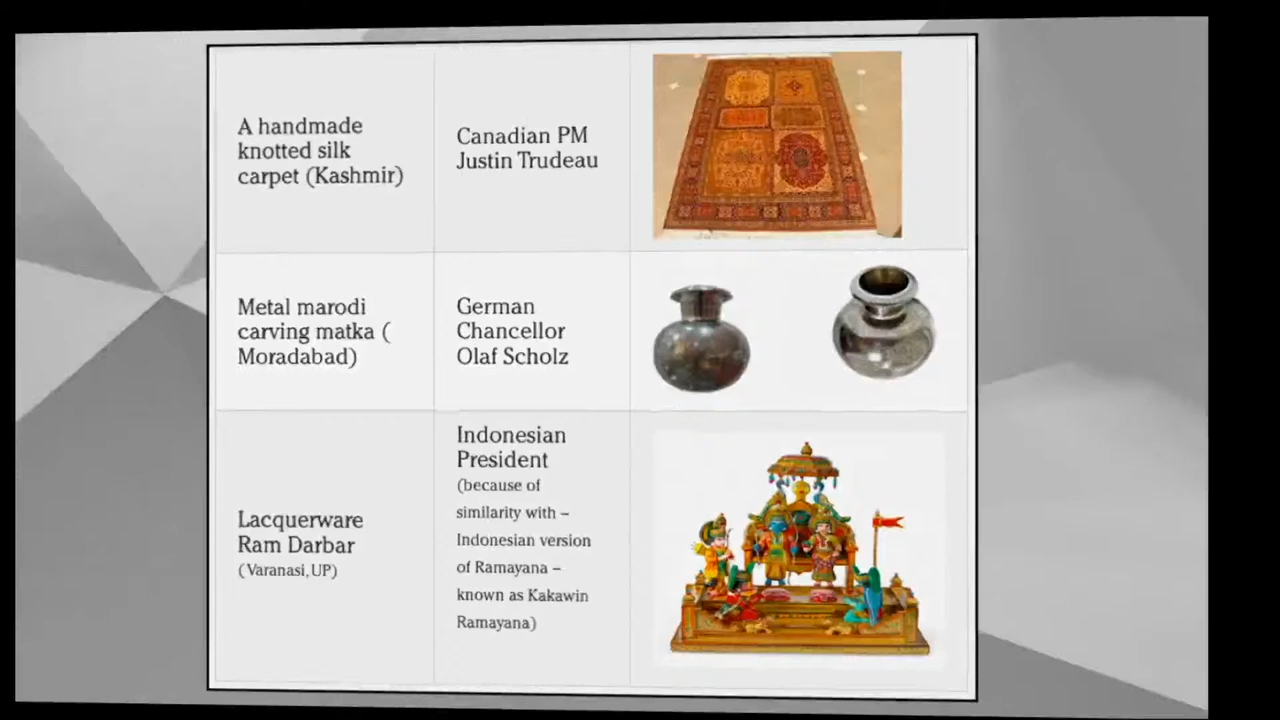 A handmade
knotted silk
carpet (Kashmir)
Canadian PM
Justin Trudeau
Metal marodi
carving matka (
Moradabad)
German
Chancellor
Olaf Scholz
Lacquerware
Ram Darbar
(Varanasi,UP)
Indonesian
President
(because of
similarity with –
Indonesian version
of Ramayana –
known as Kakawin
Ramayana)